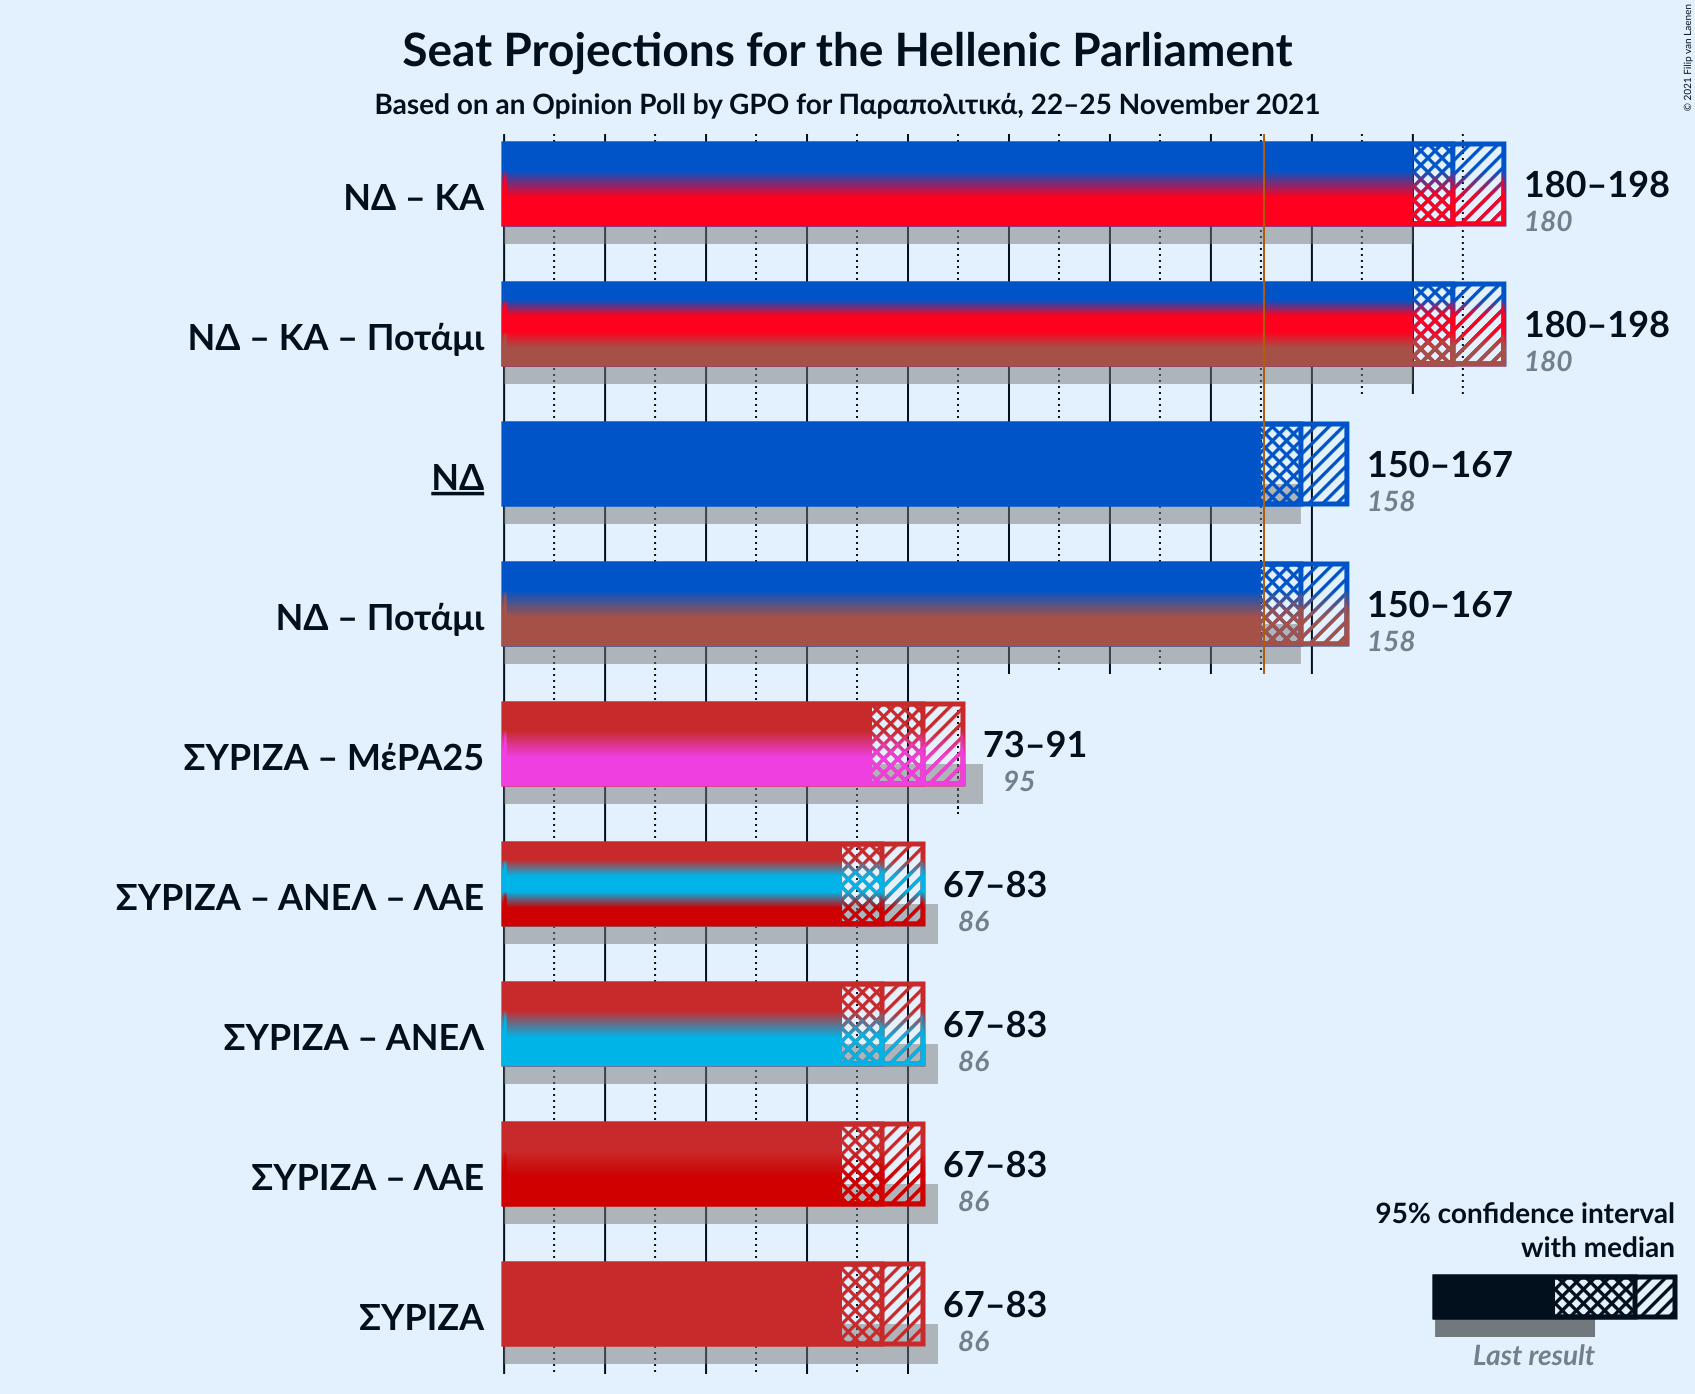 Seat Projections for the Hellenic Parliament
Based on an Opinion Poll by GPO for Παραπολιτικά, 22–25 November 2021
© 2021 Filip van Laenen
ΝΔ – ΚΑ
180–198
180
ΝΔ – ΚΑ – Ποτάμι
180–198
180
ΝΔ
150–167
158
ΝΔ – Ποτάμι
150–167
158
ΣΥΡΙΖΑ – ΜέΡΑ25
73–91
95
ΣΥΡΙΖΑ – ΑΝΕΛ – ΛΑΕ
67–83
86
ΣΥΡΙΖΑ – ΑΝΕΛ
67–83
86
ΣΥΡΙΖΑ – ΛΑΕ
67–83
86
ΣΥΡΙΖΑ
67–83
86
95% confidence interval
with median
Last result